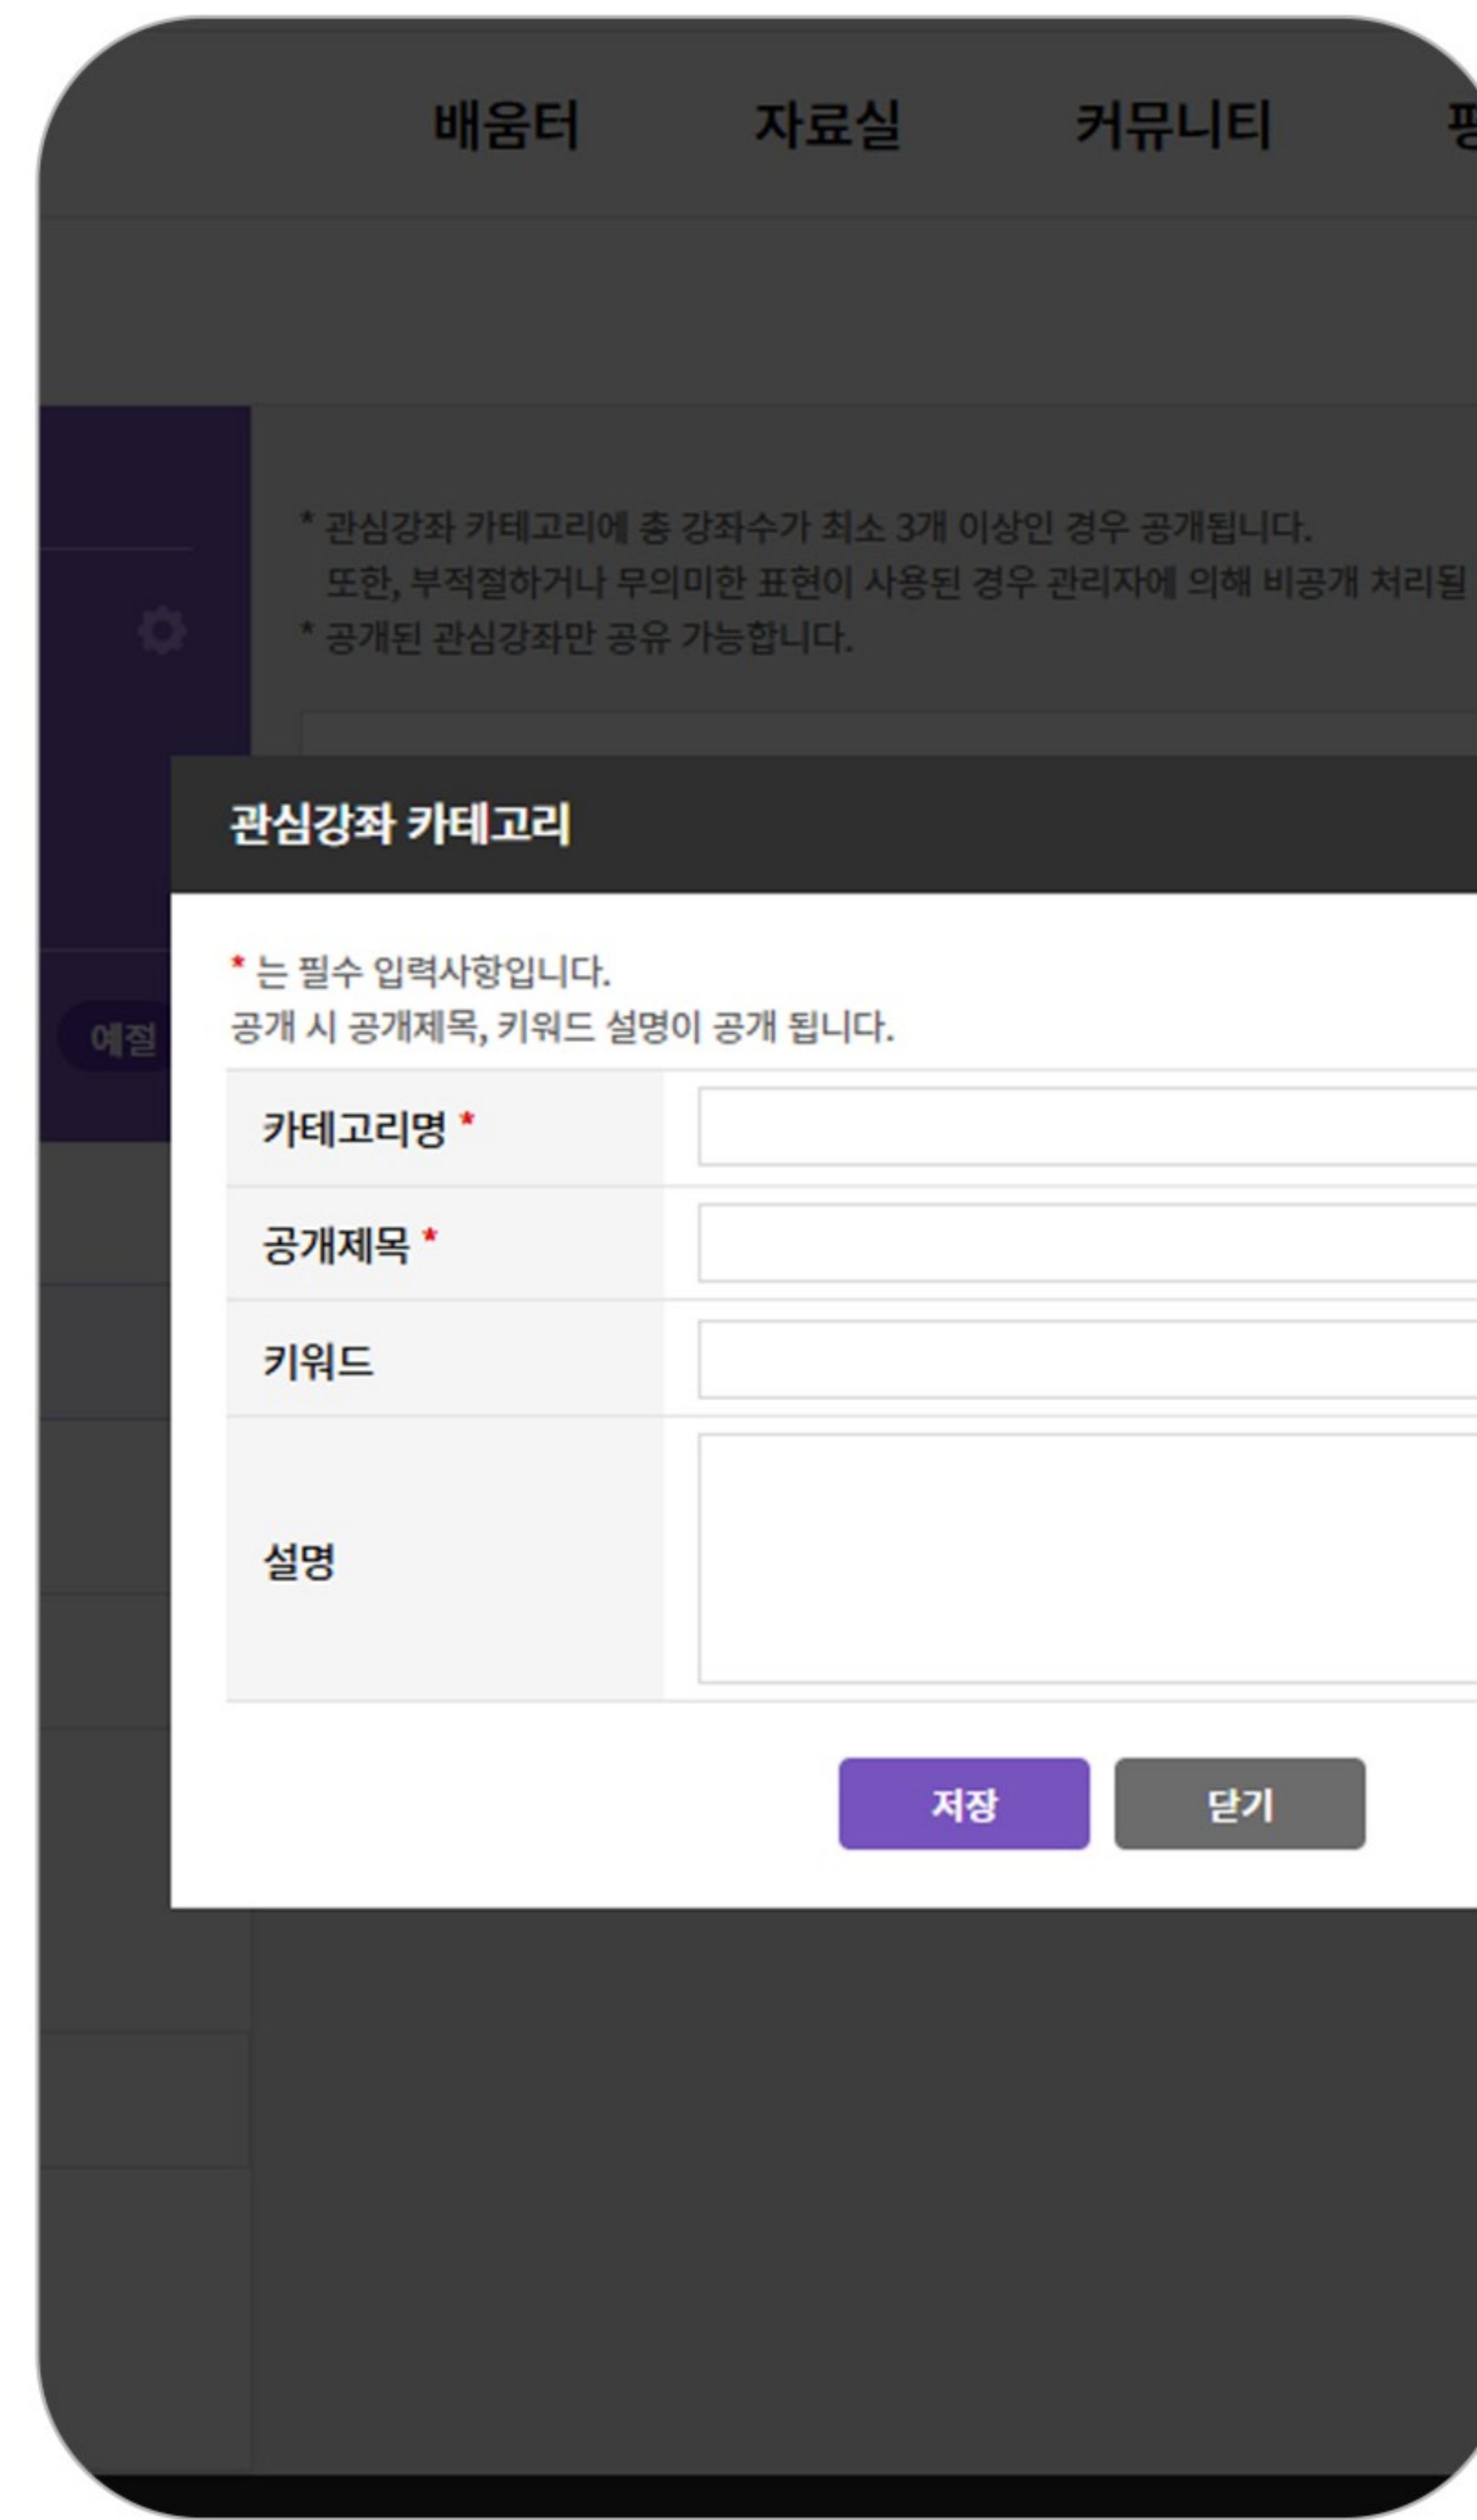 배움터 자료실 커뮤니티
* 관심강좌 카테고리에 총 강좌수가 최소 3개 이상인 경우 공개됩니다.
또한, 부적절하거나 무의미한 표현이 사용된 경우 관리자에 의해 비공개 처리될
* 공개된 관심강좌만 공유 가능합니다.
관심강좌 카테고리
* 는 필수 입력사항입니다.
공개 시 공개제목, 키워드 설명이 공개 됩니다.
예절
카테고리명 *
공개제목 *
키워드
설명
저장 닫기